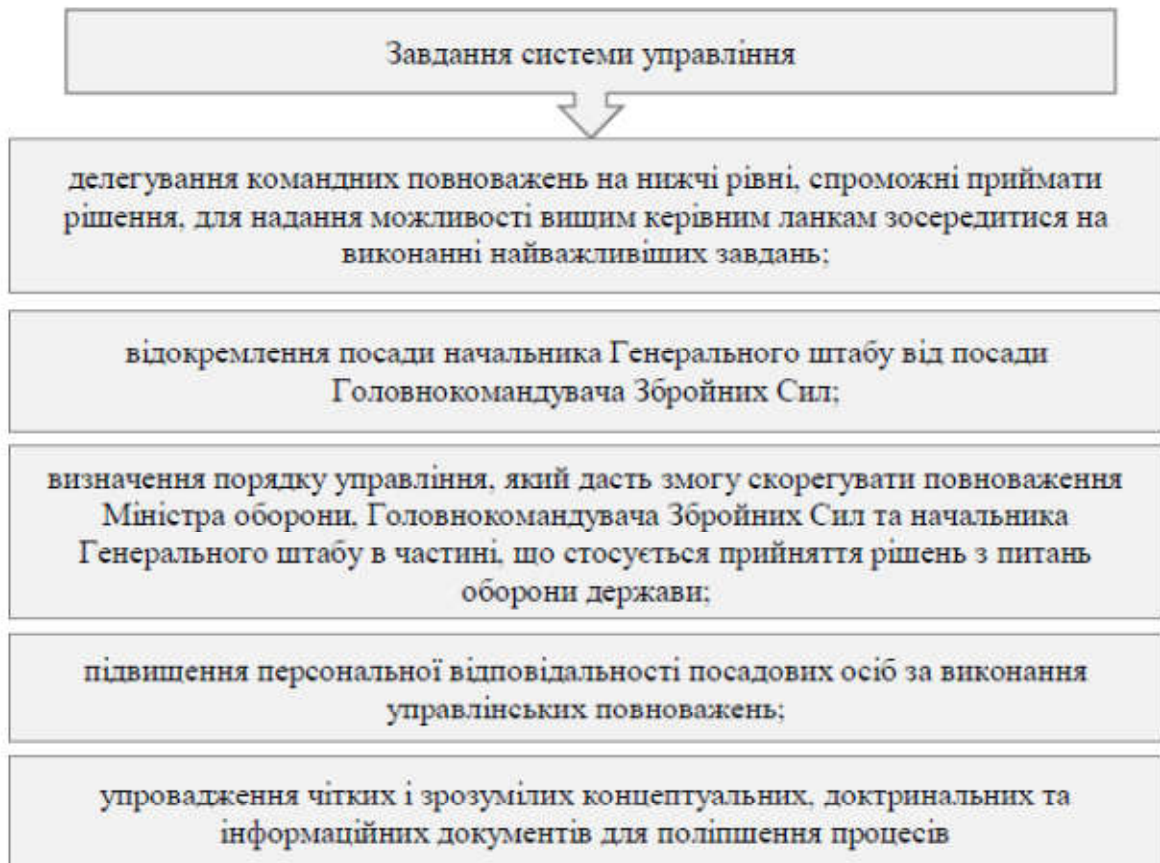 Завдання системи управління
делегування командних повноважень на нижчі рівні, спроможні приймати
рішення, для надання можливості вищим керівним ланкам зосередитися на
виконанні найважливіших завдань;
відокремлення посади начальника Генерального штабу від посади
Головнокомандувача Збройних Сил;
визначення порядку управління, який дасть змогу скорегувати повноваження
Міністра оборони, Головнокомандувача Збройних Сил та начальника
Генерального штабу в частині, що стосується прийняття рішень з питань
оборони держави;
підвищення персональної відповідальності посадових осіб за виконання
управлінських повноважень;
упровадження чітких і зрозумілих концептуальних, доктринальних та
інформаційних документів для поліпшення процесів